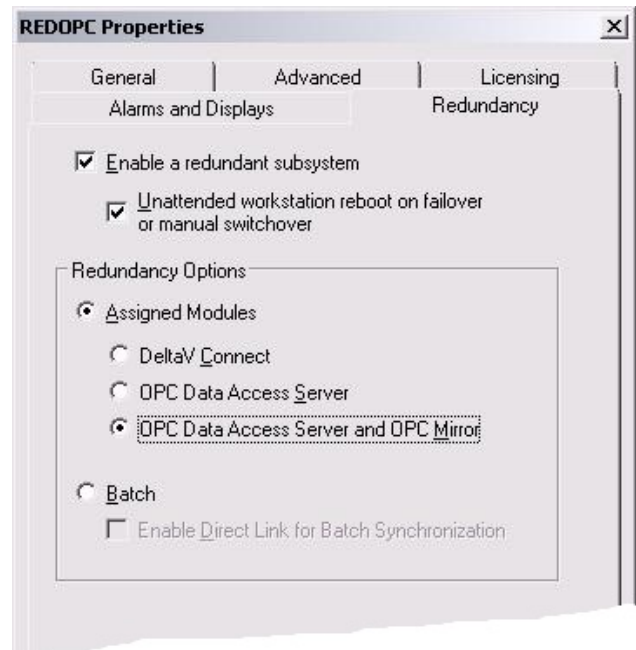 REDOPC Properties
General Advanced Licensing
Alarms and Displays Redundancy
Enable a redundant subsystem
Unattended workstation reboot on failover
or manual switchover
Redundancy Options
Assigned Modules
DeltaV Connect
OPC Data Access Server
OPC Data Access Server and OPC Mirror
Batch
Enable Direct Link for Batch Synchronization